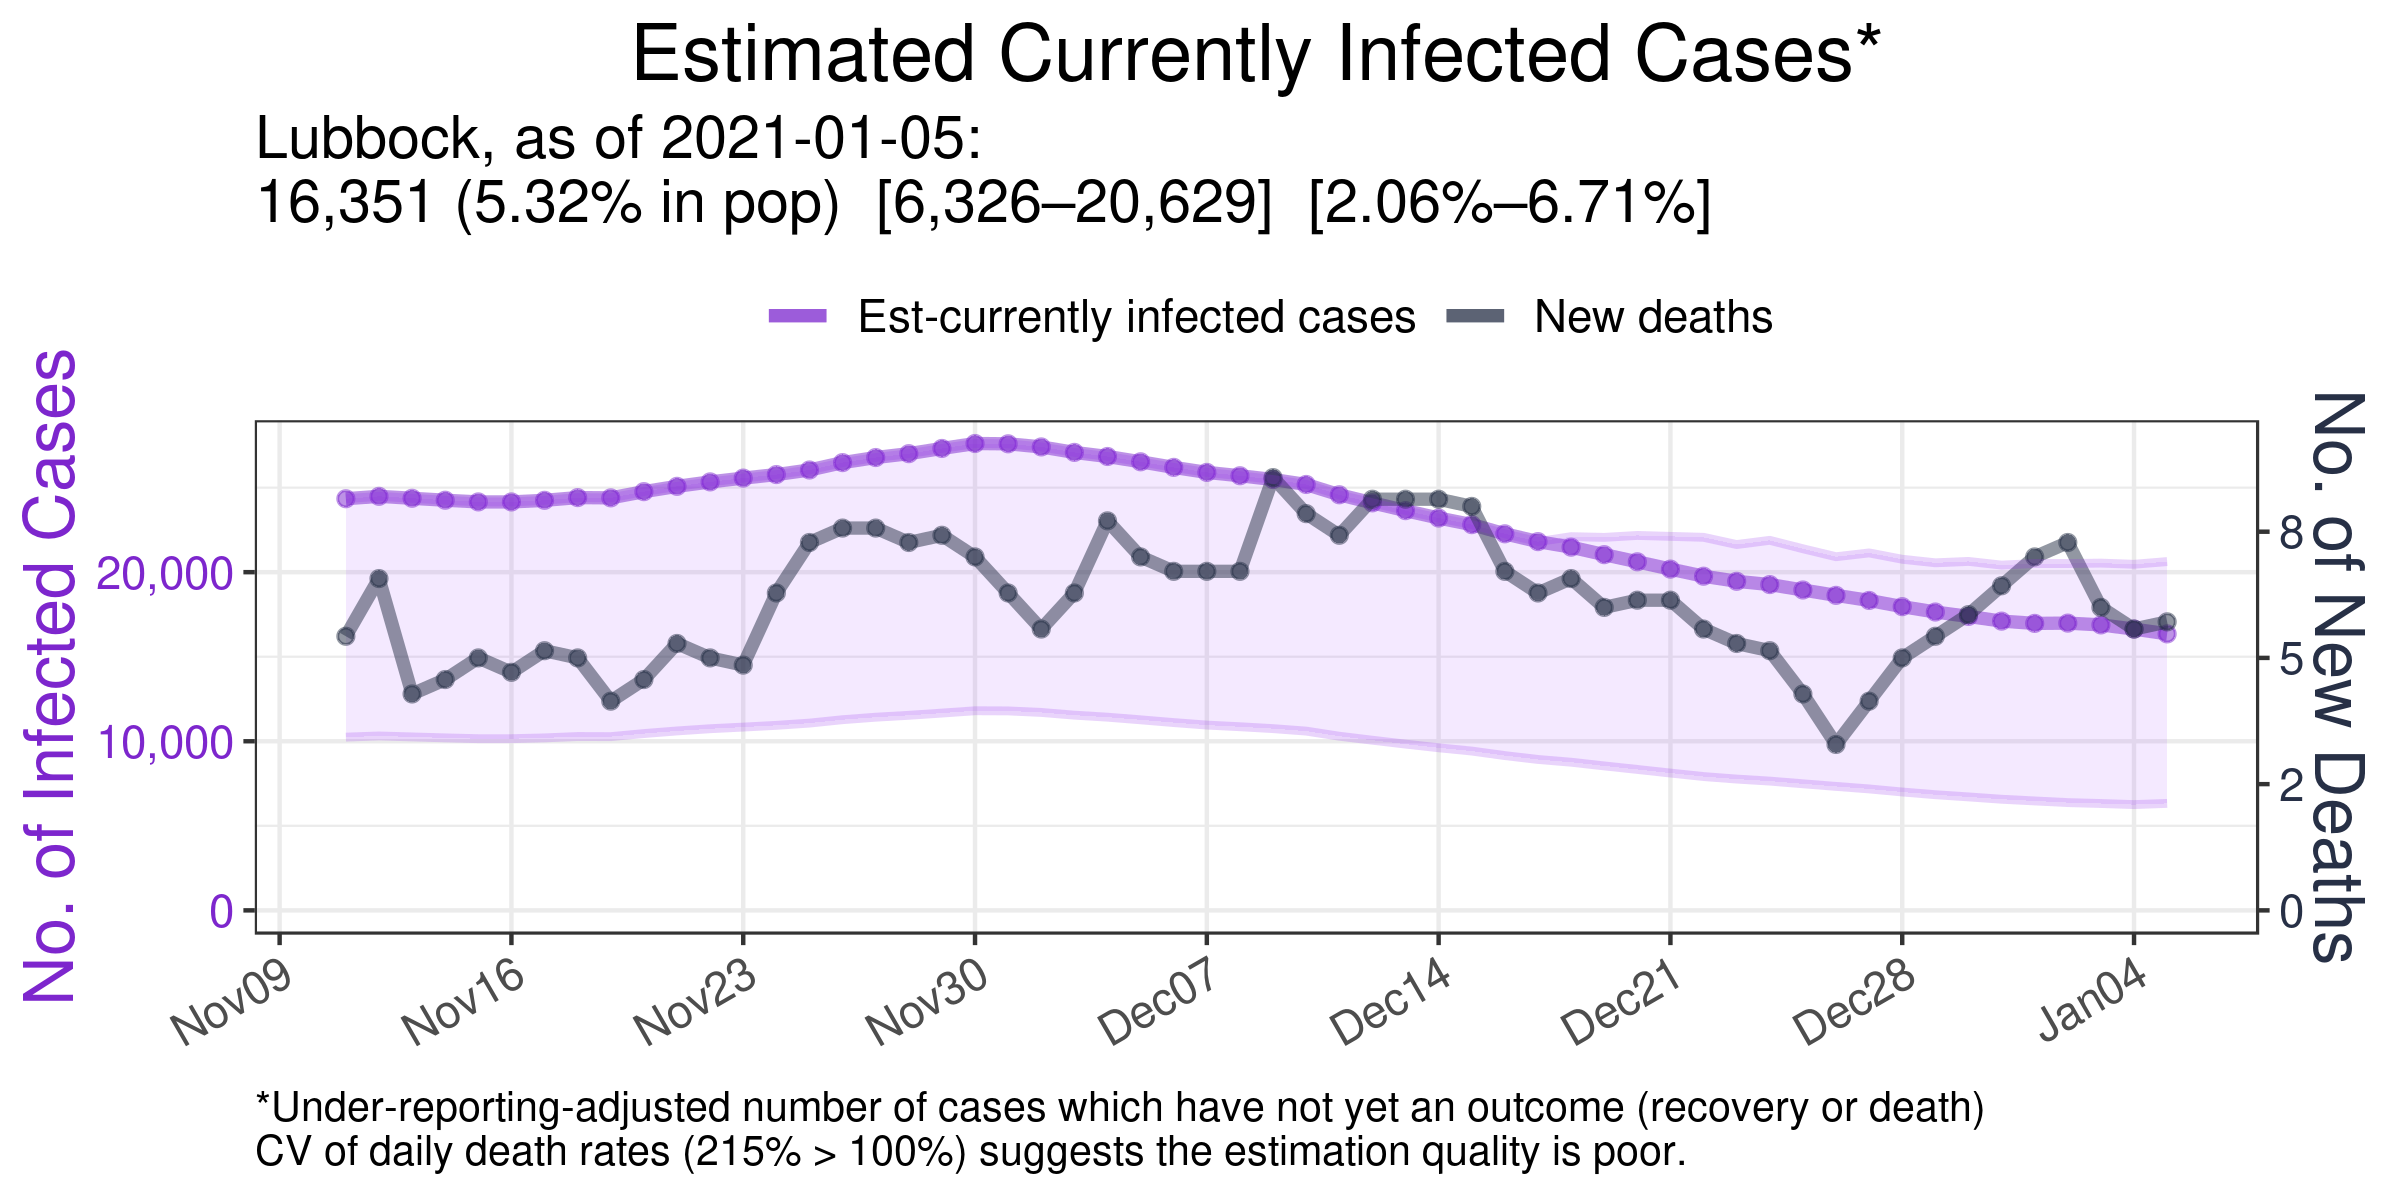 Estimated Currently Infected Cases*
Lubbock, as of 2021-01-05:
16,351 (5.32% in pop)  [6,326–20,629]  [2.06%–6.71%]
Est-currently infected cases
New deaths
No. of Infected Cases
20,000
10,000
0
No. of New Deaths
8
5
2
0
Nov09
Nov16
Nov23
Nov30
Dec07
Dec14
Dec21
Dec28
Jan04
*Under-reporting-adjusted number of cases which have not yet an outcome (recovery or death)
CV of daily death rates (215% > 100%) suggests the estimation quality is poor.